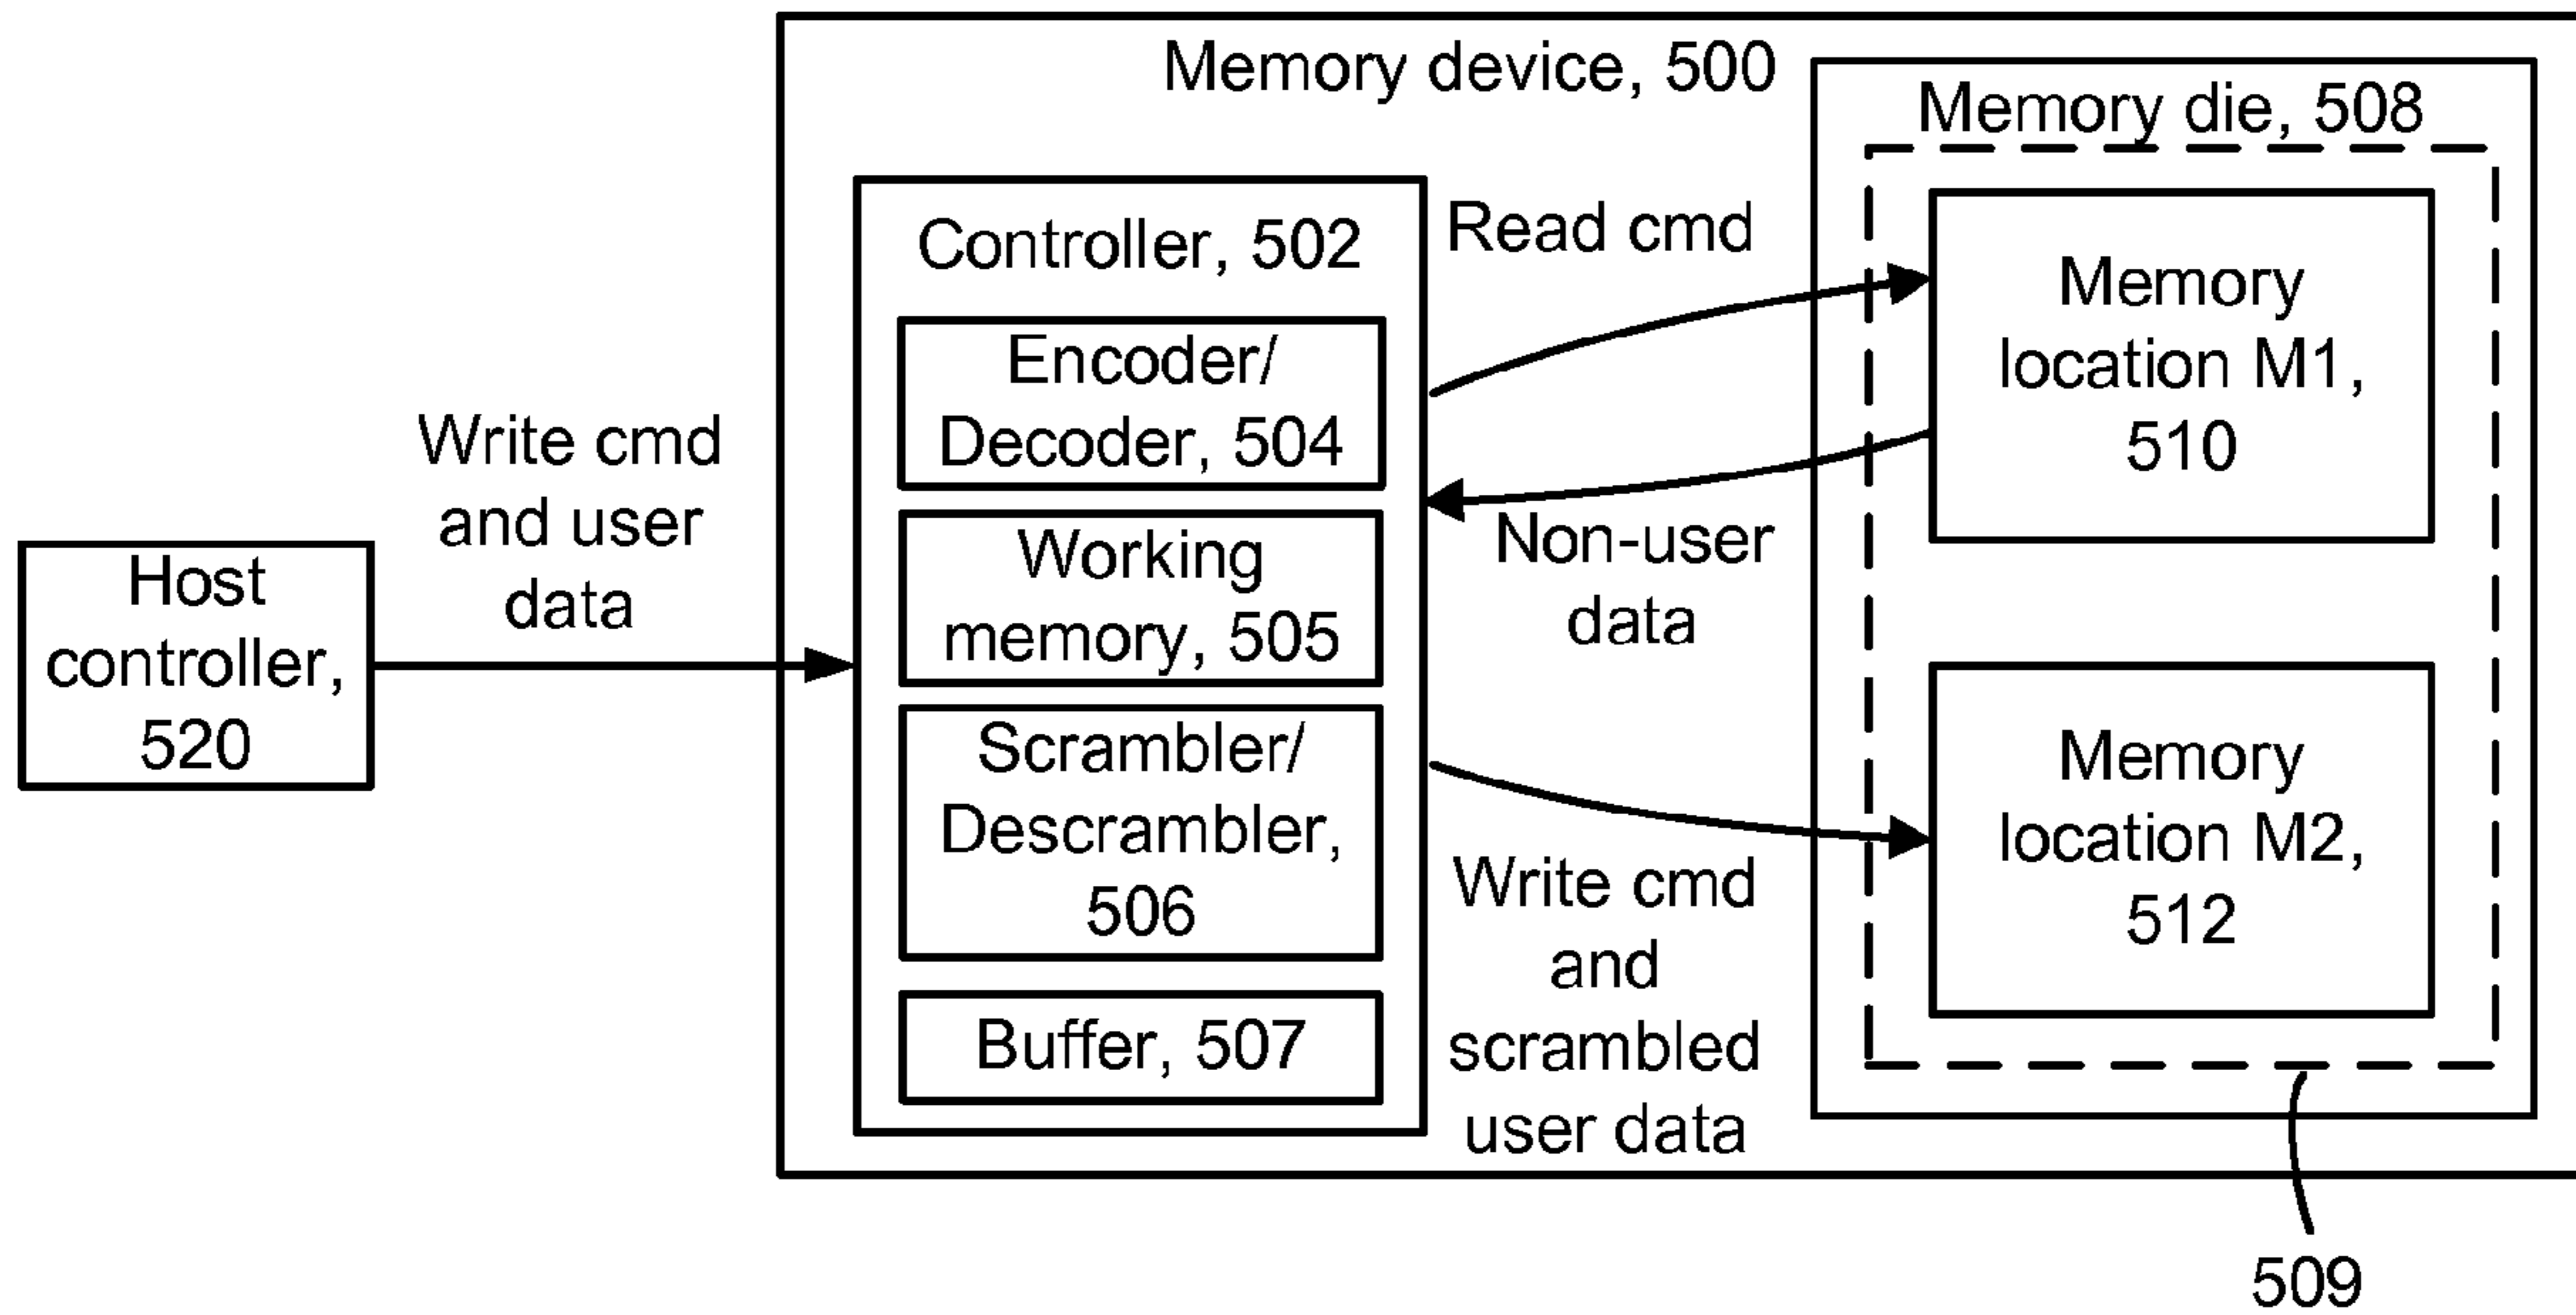 Memory device, 500
Memory die, 508
Controller, 502
Encoder/
Decoder, 504
Working
memory, 505
Scrambler/
Descrambler,
506
Buffer, 507
Host
controller,
520
Write cmd
and user
data
Read cmd
Non-user
data
Write cmd
and
scrambled
user data
Memory
location M1,
510
Memory
location M2,
512
509